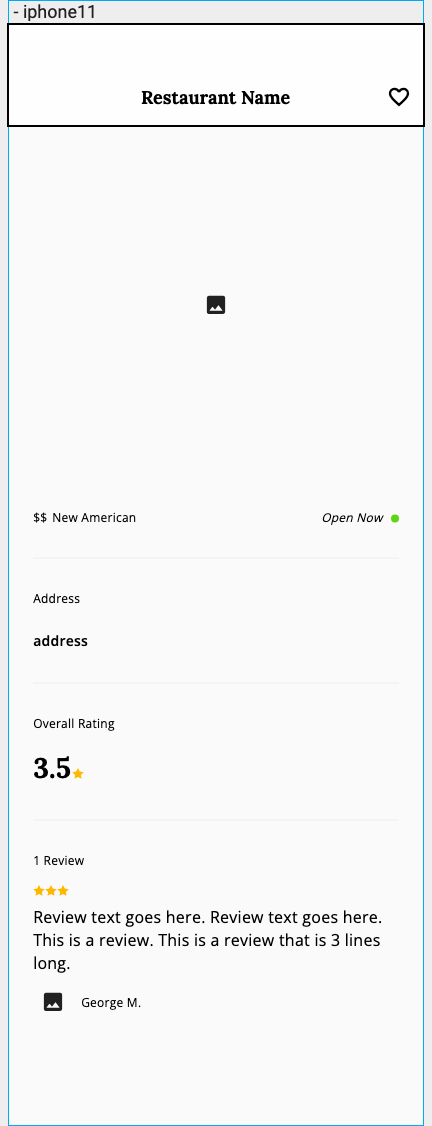 - iphone11
Restaurant Name
$$ New American
Open Now
Address
address
Overall Rating
3.5
1 Review
Review text goes here. Review text goes here.
This is a review. This is a review that is 3 lines
long.
George M.